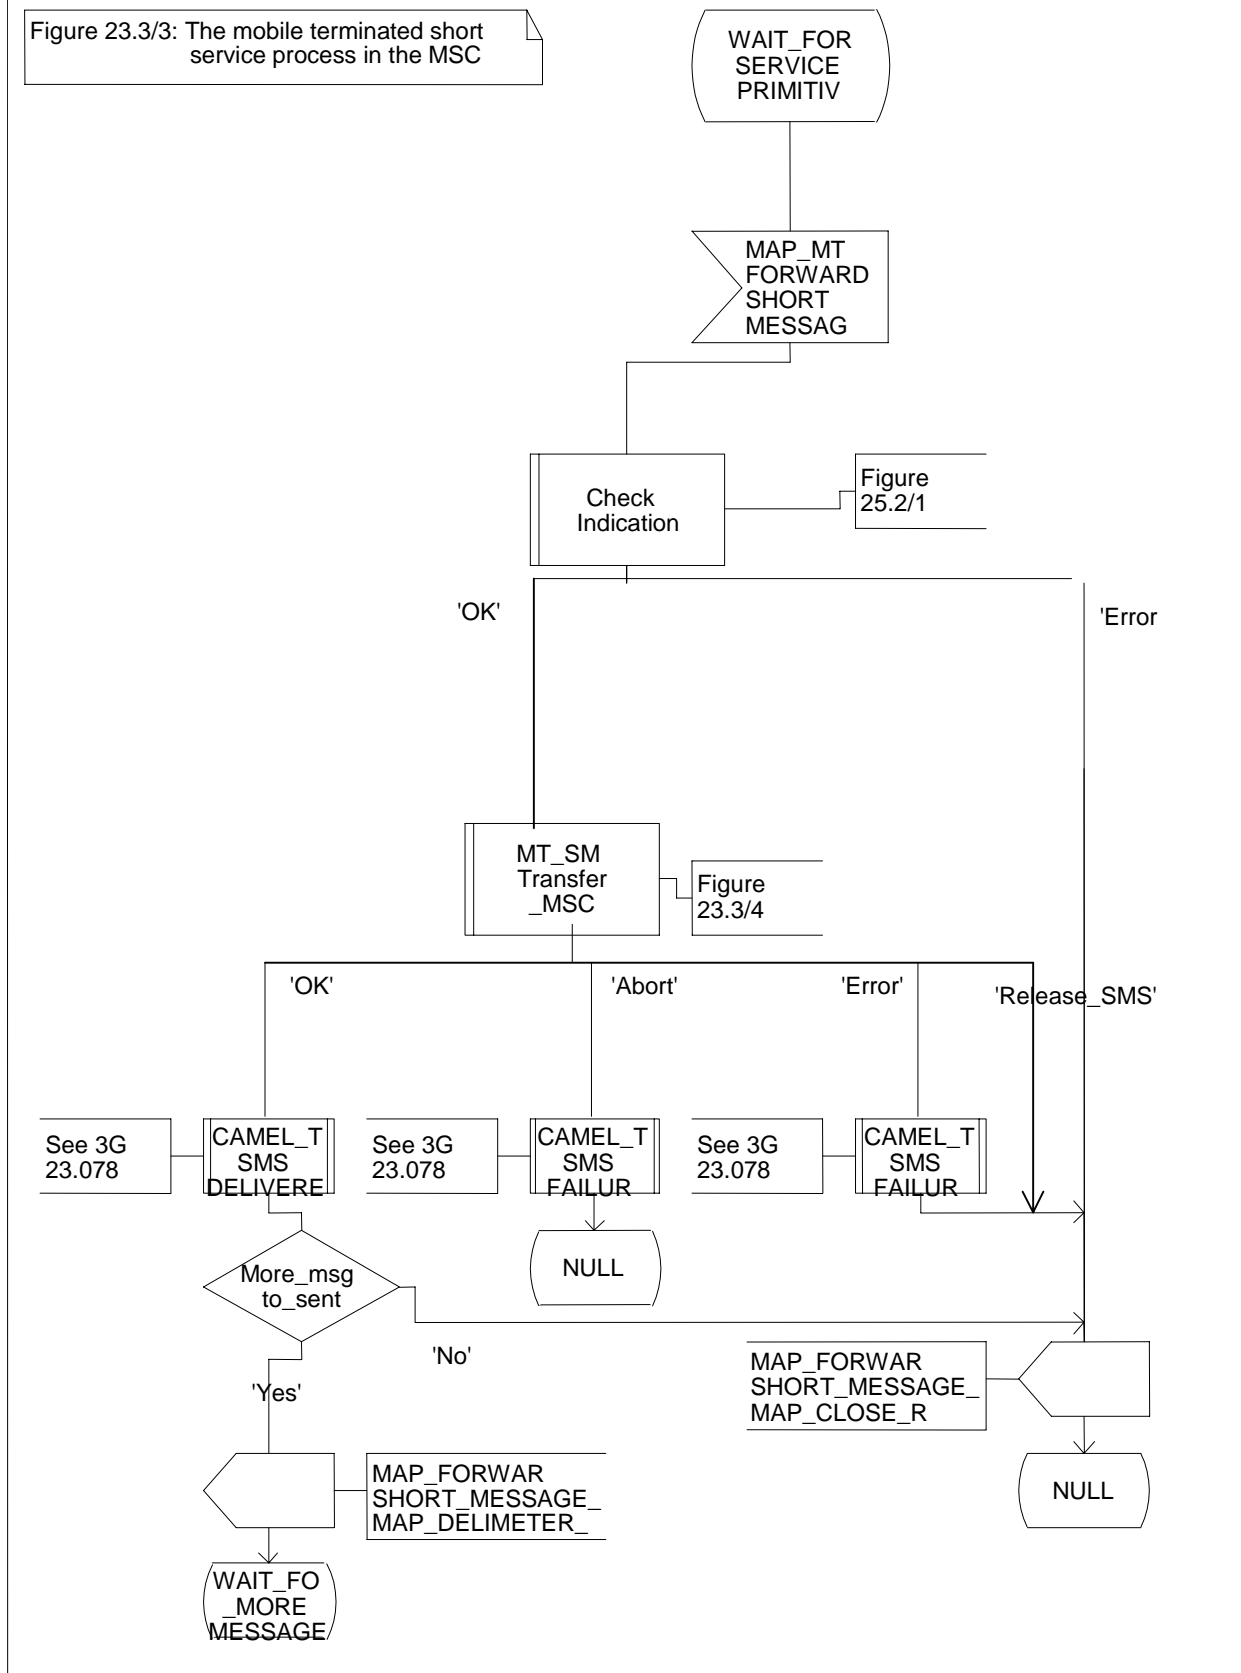 Figure 23.3/3: The mobile terminated short
service process in the MSC
WAIT_FOR
SERVICE
PRIMITIV
MAP_MT
FORWARD
SHORT
MESSAG
Check
Indication
Figure
25.2/1
'OK'
'Error
MT_SM
Transfer
_MSC
Figure
23.3/4
'OK'
'Abort'
'Error'
'Release_SMS'
See 3G
23.078
CAMEL_T
SMS
DELIVERE
See 3G
23.078
CAMEL_T
SMS
FAILUR
See 3G
23.078
CAMEL_T
SMS
FAILUR
More_msg
to_sent
NULL
'No'
'Yes'
MAP_FORWAR
SHORT_MESSAGE_
MAP_CLOSE_R
MAP_FORWAR
SHORT_MESSAGE_
MAP_DELIMETER_
NULL
WAIT_FO
_MORE
MESSAGE